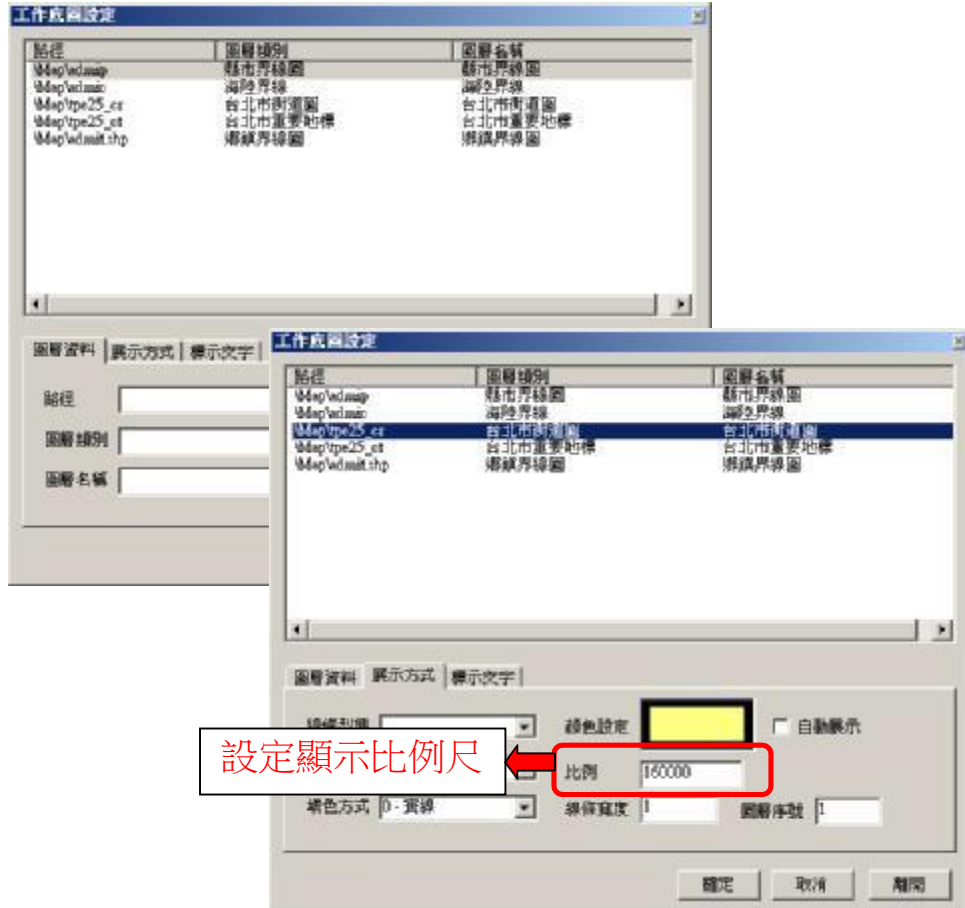 工作底圖設定
路徑 圖層類別 圖層名稱
\Map\admip 縣市界線圖 縣市界線圖
\Map\admic 海陸界線 海陸界線
\Map\tpe25_cr 台北市街道圖 台北市街道圖
\Map\tpe25_ct 台北市重要地標 台北市重要地標
\Map\admit.shp 鄉鎮界線圖 鄉鎮界線圖
圖層資料 展示方式 標示文字
路徑
圖層類別
圖層名稱
工作底圖設定
路徑 圖層類別 圖層名稱
\Map\admip 縣市界線圖 縣市界線圖
\Map\admic 海陸界線 海陸界線
\Map\tpe25_cr 台北市街道圖 台北市街道圖
\Map\tpe25_ct 台北市重要地標 台北市重要地標
\Map\admit.shp 鄉鎮界線圖 鄉鎮界線圖
圖層資料 展示方式 標示文字
顏色設定 自動展示
設定顯示比例尺
比例 160000
填色方式 0 - 實線 線條寬度 1 圖層序號 1
確定 取消 離開